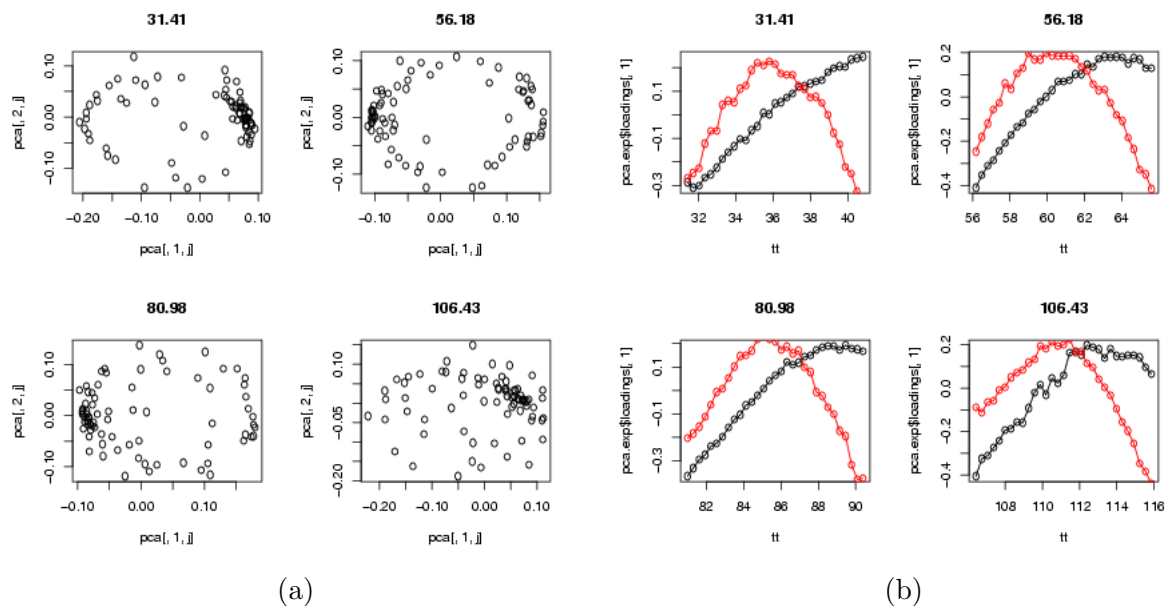 31.41
56.18
31.41
56.18
pca[, 2, j]
−0.10 0.00 0.10
−0.20 −0.10 0.00 0.10
pca[, 1, j]
pca[, 2, j]
−0.10 0.00 0.10
−0.10 0.00 0.10
pca[, 1, j]
pca.exp$loadings[, 1]
−0.3 −0.1 0.1
32 34 36 38 40
tt
pca.exp$loadings[, 1]
−0.4 −0.2 0.0 0.2
56 58 60 62 64
tt
80.98
106.43
80.98
106.43
pca[, 2, j]
−0.10 0.00 0.10
−0.10 0.00 0.10
pca[, 1, j]
pca[, 2, j]
−0.20 −0.05 0.10
−0.20 −0.10 0.00 0.10
pca[, 1, j]
pca.exp$loadings[, 1]
−0.3 −0.1 0.1
82 84 86 88 90
tt
pca.exp$loadings[, 1]
−0.4 −0.2 0.0 0.2
108 110 112 114 116
tt
(a)
(b)